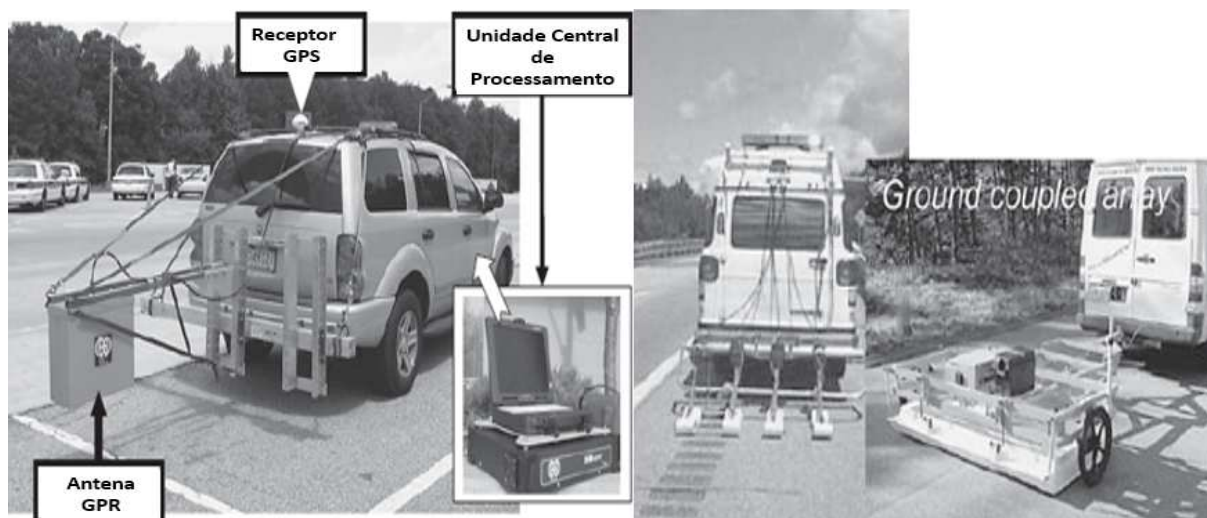 Receptor
GPS
Unidade Central
de
Processamento
Antena
GPR
Ground coupled array